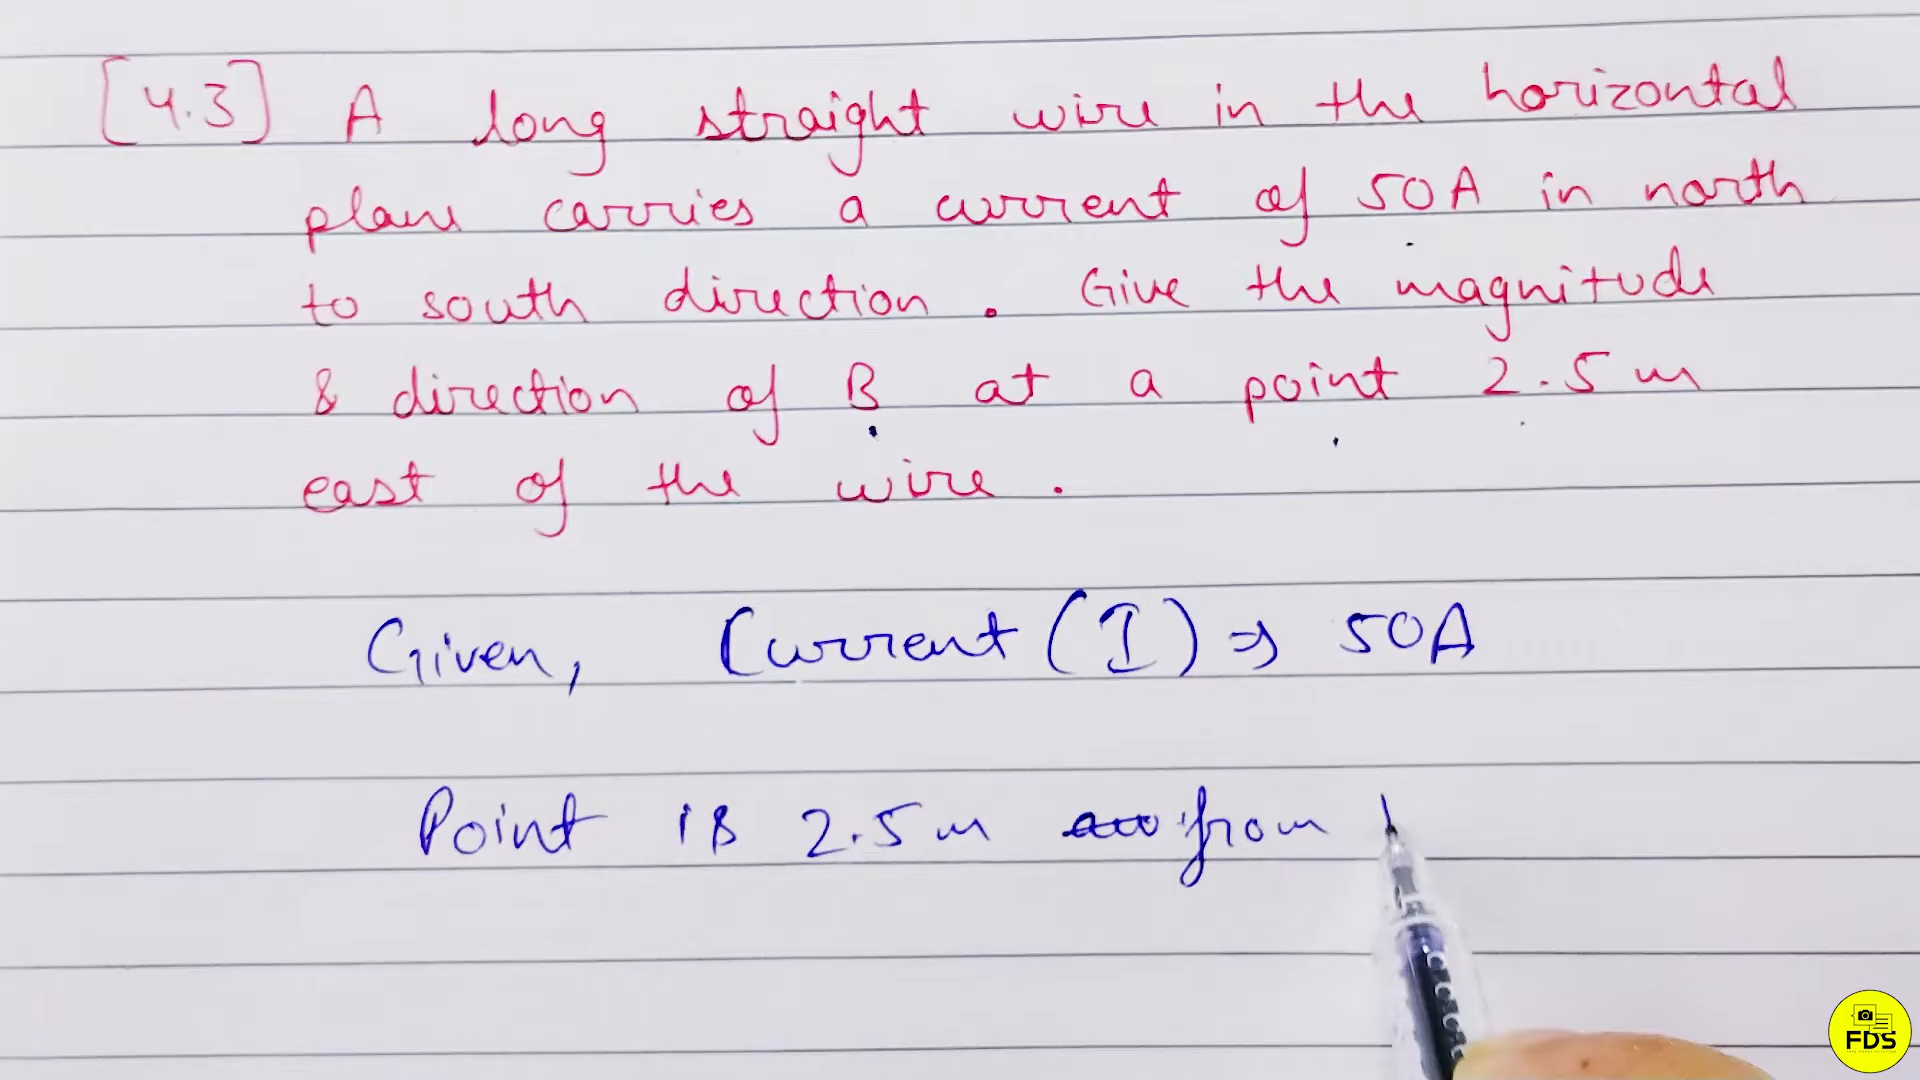 [4.3] A long straight wire in the horizontal
plane carries a current of 50A in north
to south direction. Give the magnitude
& direction of B at a point 2.5m
east of the wire.
Given, Current (I) ⇒ 50A
Point is 2.5m from
FDS